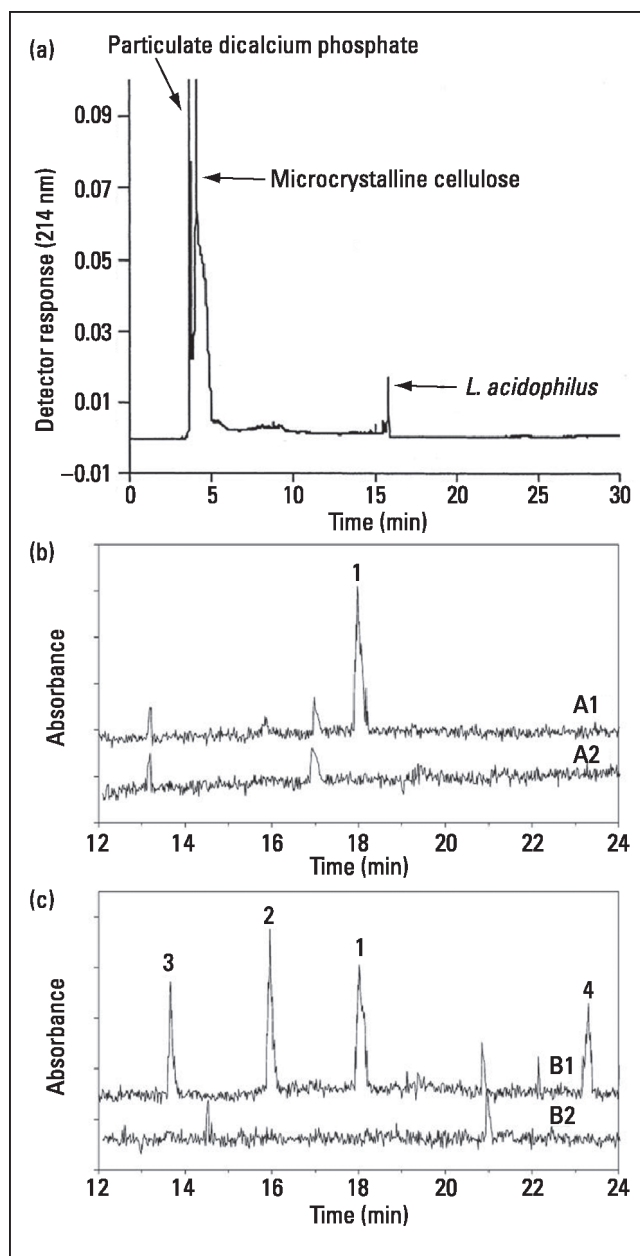 (a)
Particulate dicalcium phosphate
Microcrystalline cellulose
L. acidophilus
Detector response (214 nm)
0.09
0.07
0.05
0.03
0.01
−0.01
0 5 10 15 20 25 30
Time (min)
(b)
1
A1
A2
Absorbance
12 14 16 18 20 22 24
Time (min)
(c)
3 2 1 4
B1
B2
Absorbance
12 14 16 18 20 22 24
Time (min)